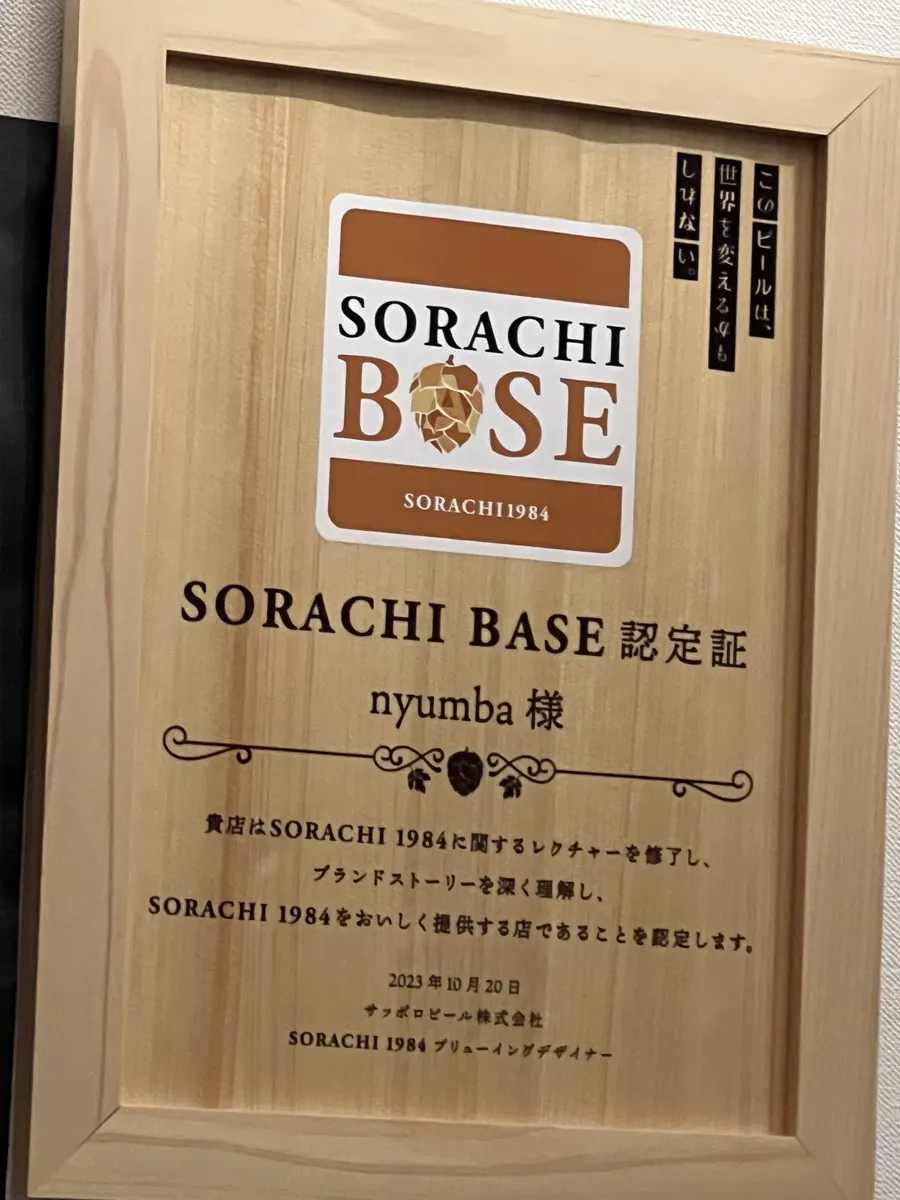 このビールは、
世界を変えるかも
しれない。
SORACHI
BASE
SORACHI1984
SORACHI BASE 認定証
nyumba 様
貴店はSORACHI 1984に関するレクチャーを修了し、
ブランドストーリーを深く理解し、
SORACHI 1984をおいしく提供する店であることを認定します。
2023年10月20日
サッポロビール株式会社
SORACHI 1984 ブリューイングデザイナー